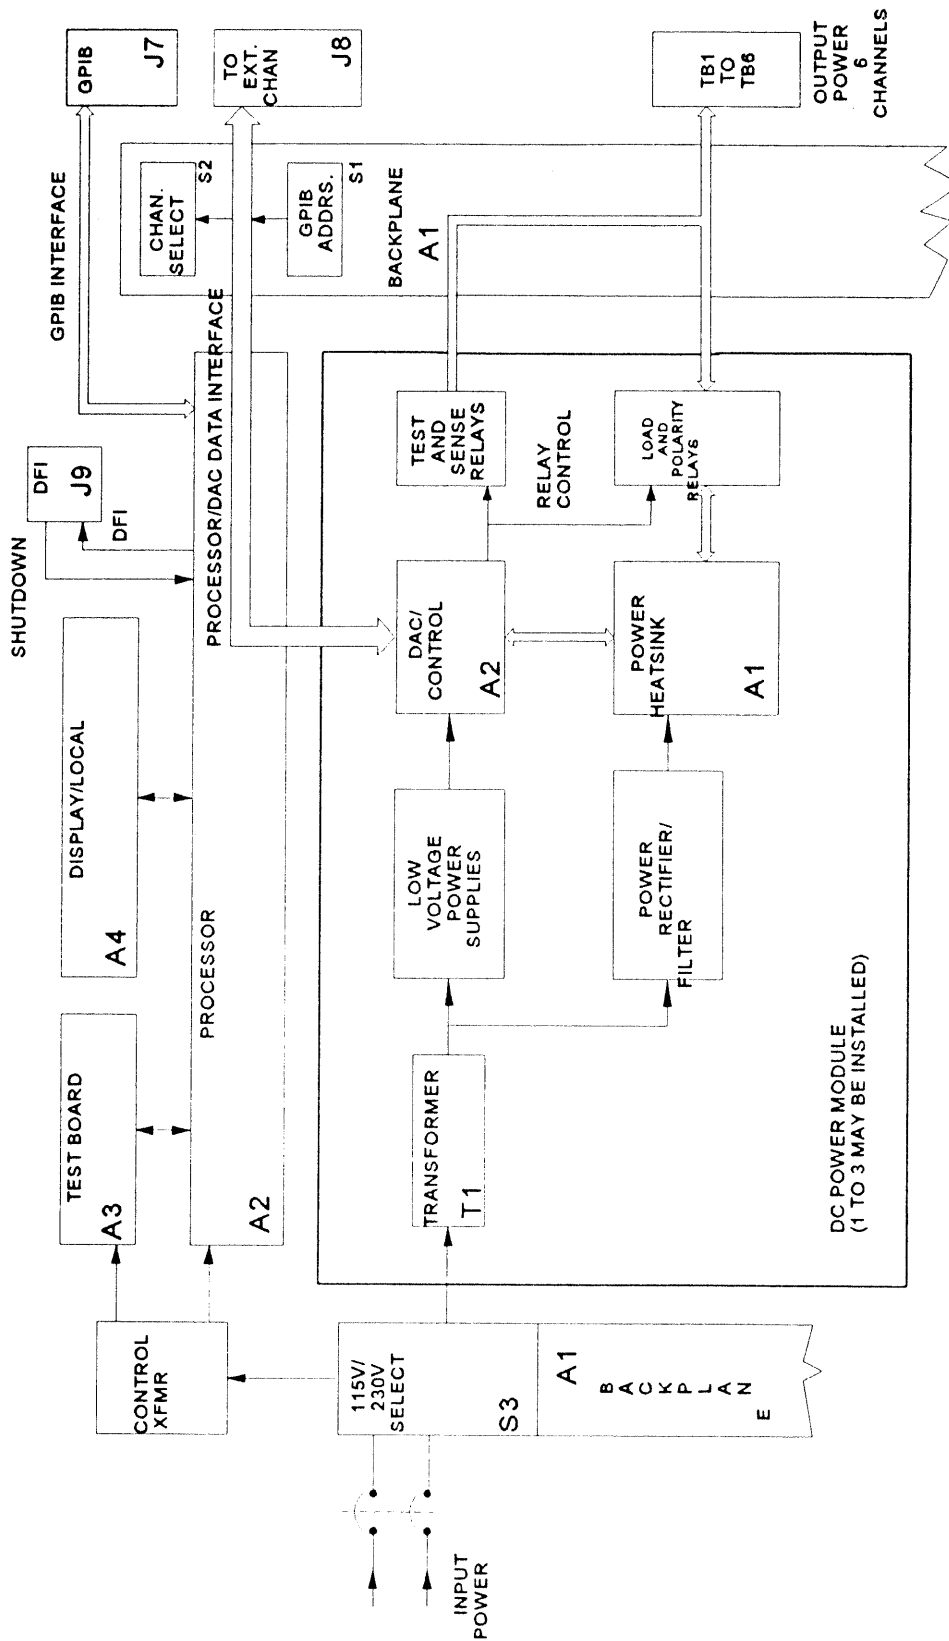 INPUT
POWER
115V/
230V
SELECT
S3
A1
B
A
C
K
P
L
A
N
E
CONTROL
XFMR
TEST BOARD
A3
DISPLAY/LOCAL
A4
PROCESSOR
A2
SHUTDOWN
DFI
J9
DFI
GPIB INTERFACE
GPIB
J7
PROCESSOR/DAC DATA INTERFACE
TO
EXT.
CHAN
J8
CHAN.
SELECT
S2
GPIB
ADDRS.
S1
BACKPLANE
A1
TRANSFORMER
T1
LOW
VOLTAGE
POWER
SUPPLIES
DAC/
CONTROL
A2
TEST
AND
SENSE
RELAYS
RELAY
CONTROL
POWER
RECTIFIER/
FILTER
POWER
HEATSINK
A1
LOAD
AND
POLARITY
RELAYS
TB1
TO
TB6
OUTPUT
POWER
6
CHANNELS
DC POWER MODULE
(1 TO 3 MAY BE INSTALLED)